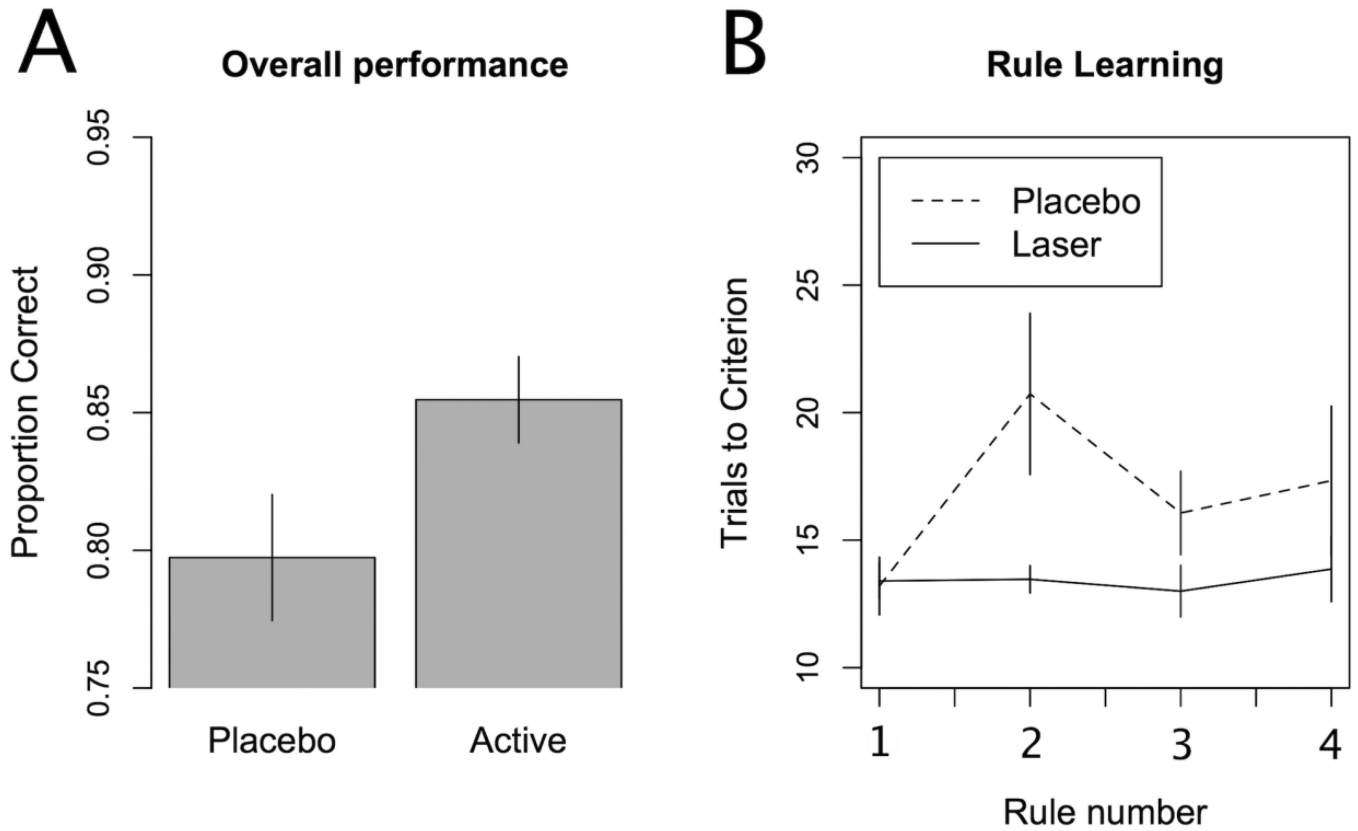 A
Overall performance
0.95
0.90
0.85
0.80
0.75
Proportion Correct
Placebo
Active
B
Rule Learning
30
25
20
15
10
Trials to Criterion
Placebo
Laser
1
2
3
4
Rule number